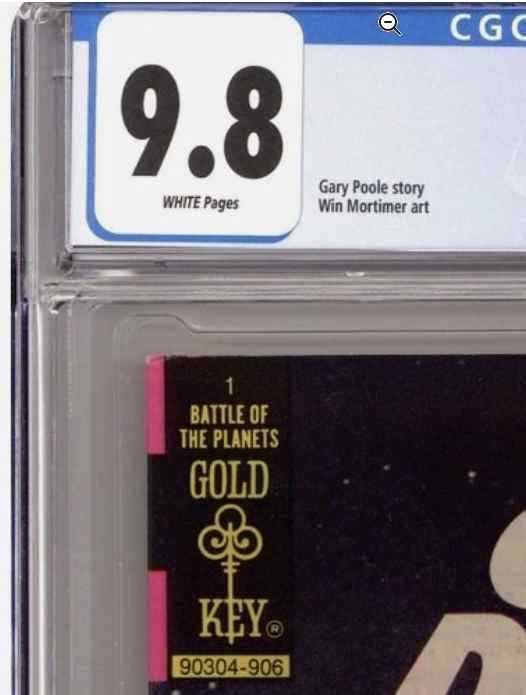 CGC
9.8
WHITE Pages
Gary Poole story
Win Mortimer art
1
BATTLE OF
THE PLANETS
GOLD
KEY®
90304-906